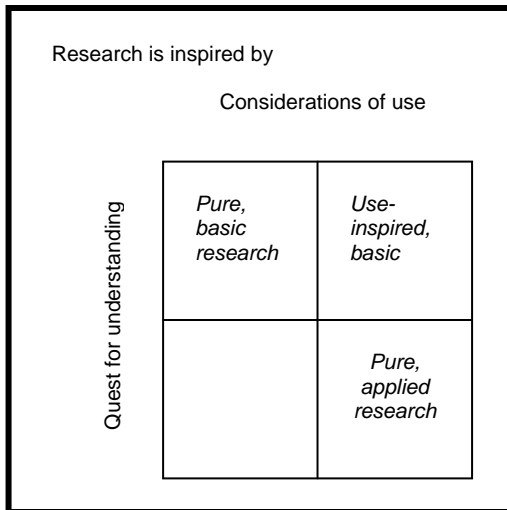 Research is inspired by
Considerations of use
Quest for understanding
Pure,
basic
research
Use-
inspired,
basic
Pure,
applied
research